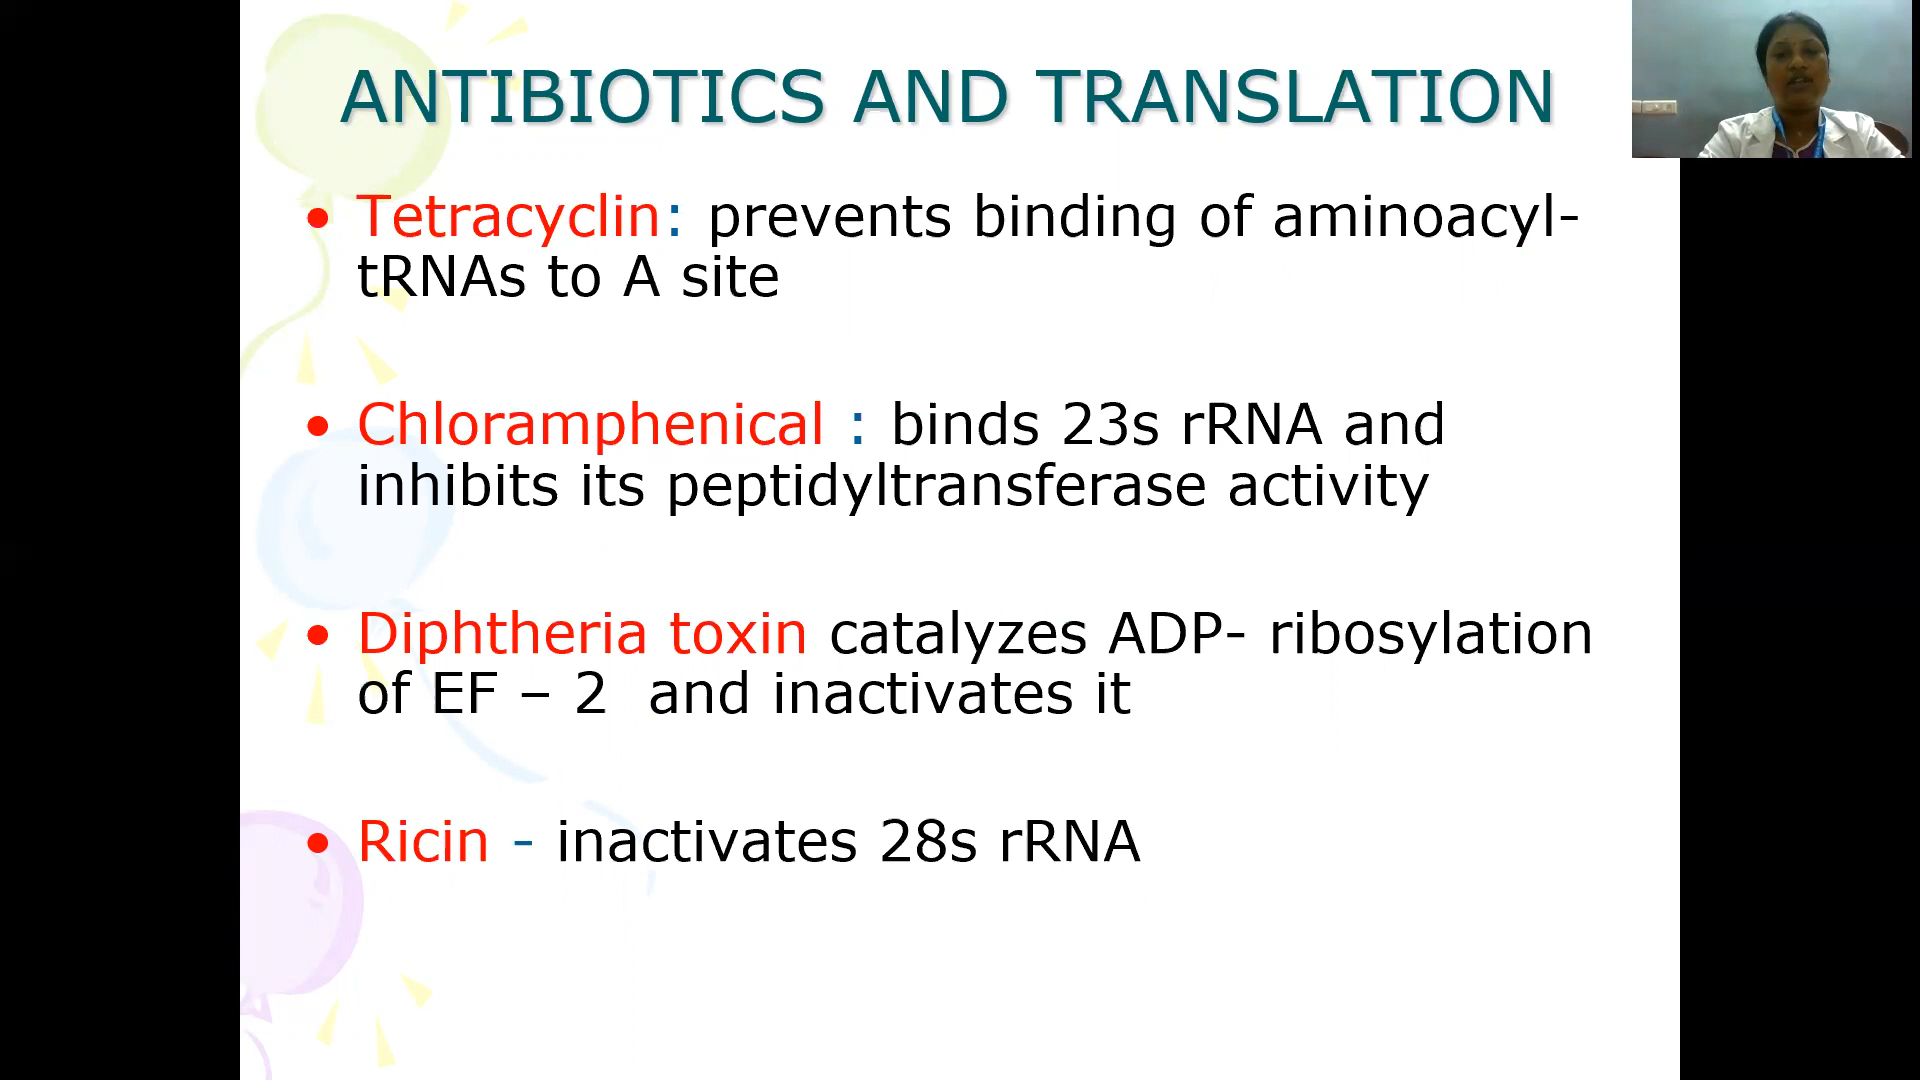 ANTIBIOTICS AND TRANSLATION
• Tetracyclin: prevents binding of aminoacyl-
tRNAs to A site
• Chloramphenical : binds 23s rRNA and
inhibits its peptidyltransferase activity
• Diphtheria toxin catalyzes ADP- ribosylation
of EF – 2  and inactivates it
• Ricin - inactivates 28s rRNA